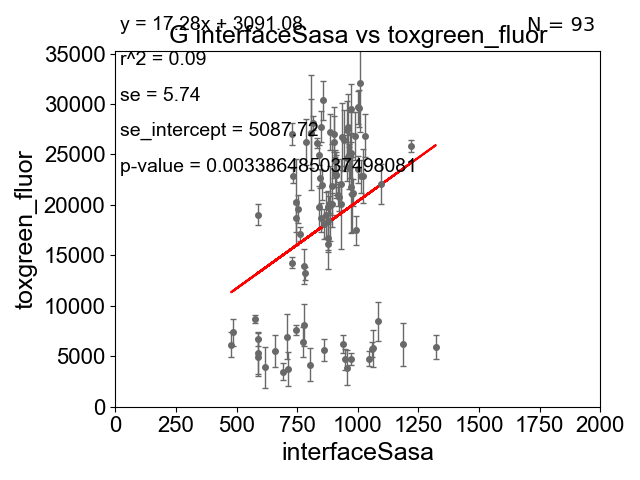 y = 17.28x + 3091.08
N = 93
G interfaceSasa vs toxgreen_fluor
r^2 = 0.09
se = 5.74
se_intercept = 5087.72
p-value = 0.003386485037498081
toxgreen_fluor
35000
30000
25000
20000
15000
10000
5000
0
0 250 500 750 1000 1250 1500 1750 2000
interfaceSasa